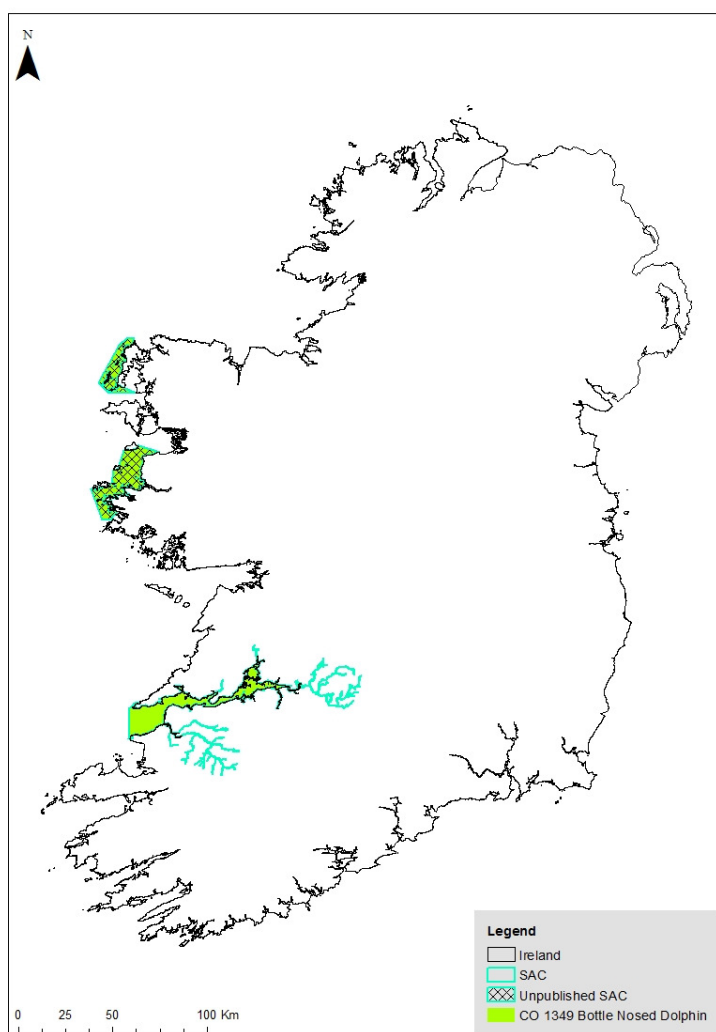 N
Legend
Ireland
SAC
Unpublished SAC
CO 1349 Bottle Nosed Dolphin
0 25 50 100 Km